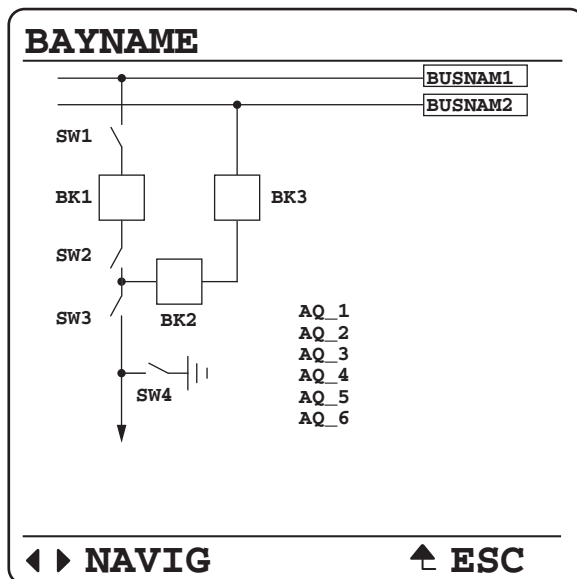 BAYNAME
BUSNAM1
BUSNAM2
SW1
BK1
BK3
SW2
SW3
BK2
AQ_1
AQ_2
AQ_3
AQ_4
AQ_5
AQ_6
SW4
NAVIG
ESC